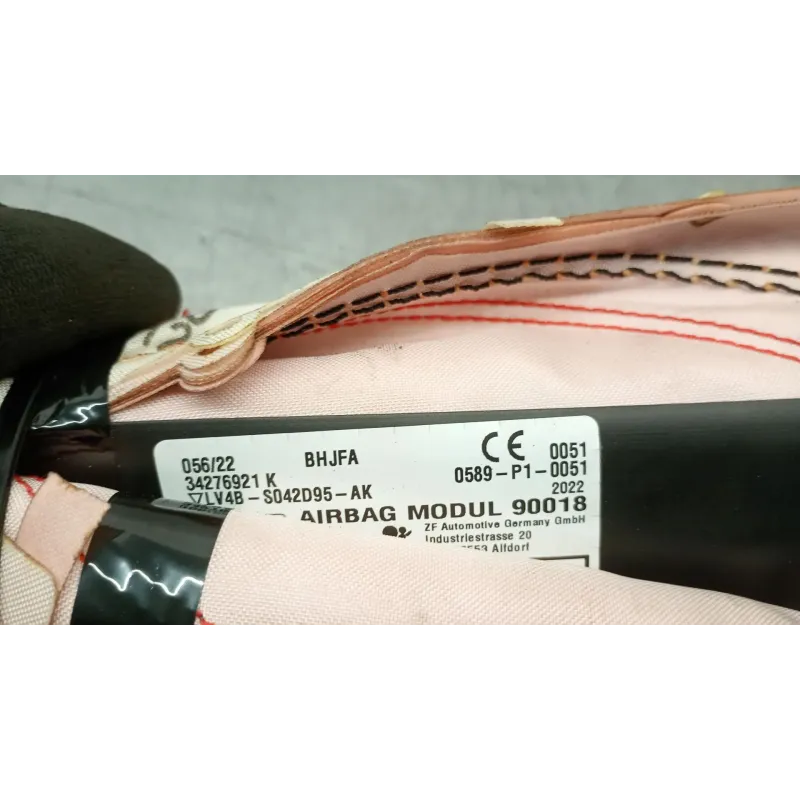 056/22 BHJFA CE 0051
34276921 K 0589-P1-0051
▽LV4B-S042D95-AK 2022
AIRBAG MODUL 90018
ZF Automotive Germany GmbH
Industriestrasse 20
Alfdorf